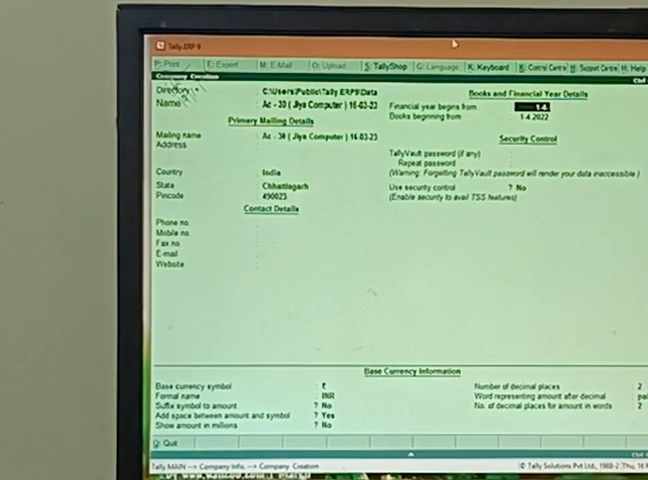 Tally.ERP 9
P: Print E: Export M: E-Mail O: Upload S: TallyShop G: Language K: Keyboard K: Control Centre H: Support Centre H: Help
Company Creation Ctrl
Directory : C:\Users\Public\Tally.ERP9\Data
Name : Ac - 33 ( Jiya Computer ) 16-03-23
Primary Mailing Details
Mailing name : Ac - 30 ( Jiya Computer ) 16-03-23
Address
Country : India
State : Chhattisgarh
Pincode : 490023
Contact Details
Phone no.
Mobile no.
Fax no.
E-mail
Website
Books and Financial Year Details
Financial year begins from : 1-4-
Books beginning from : 1-4-2022
Security Control
TallyVault password (if any) :
Repeat password :
(Warning: Forgetting TallyVault password will render your data inaccessible.)
Use security control ? No
(Enable security to avail TSS features)
Base Currency Information
Base currency symbol : ₹
Formal name : INR
Suffix symbol to amount ? No
Add space between amount and symbol ? Yes
Show amount in millions ? No
Number of decimal places : 2
Word representing amount after decimal : pai
No. of decimal places for amount in words : 2
Q: Quit
Tally MAIN --> Company Info. --> Company Creation © Tally Solutions Pvt Ltd., 1988-2 Thu, 16 M